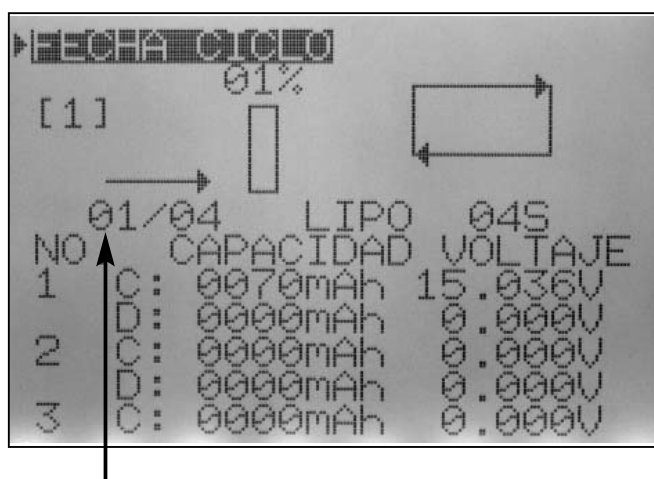 FECHA CICLO
01%
[1]
01/04 LIPO 04S
NO CAPACIDAD VOLTAJE
1 C: 0070mAh 15.036V
D: 0000mAh 0.000V
2 C: 0000mAh 0.000V
D: 0000mAh 0.000V
3 C: 0000mAh 0.000V